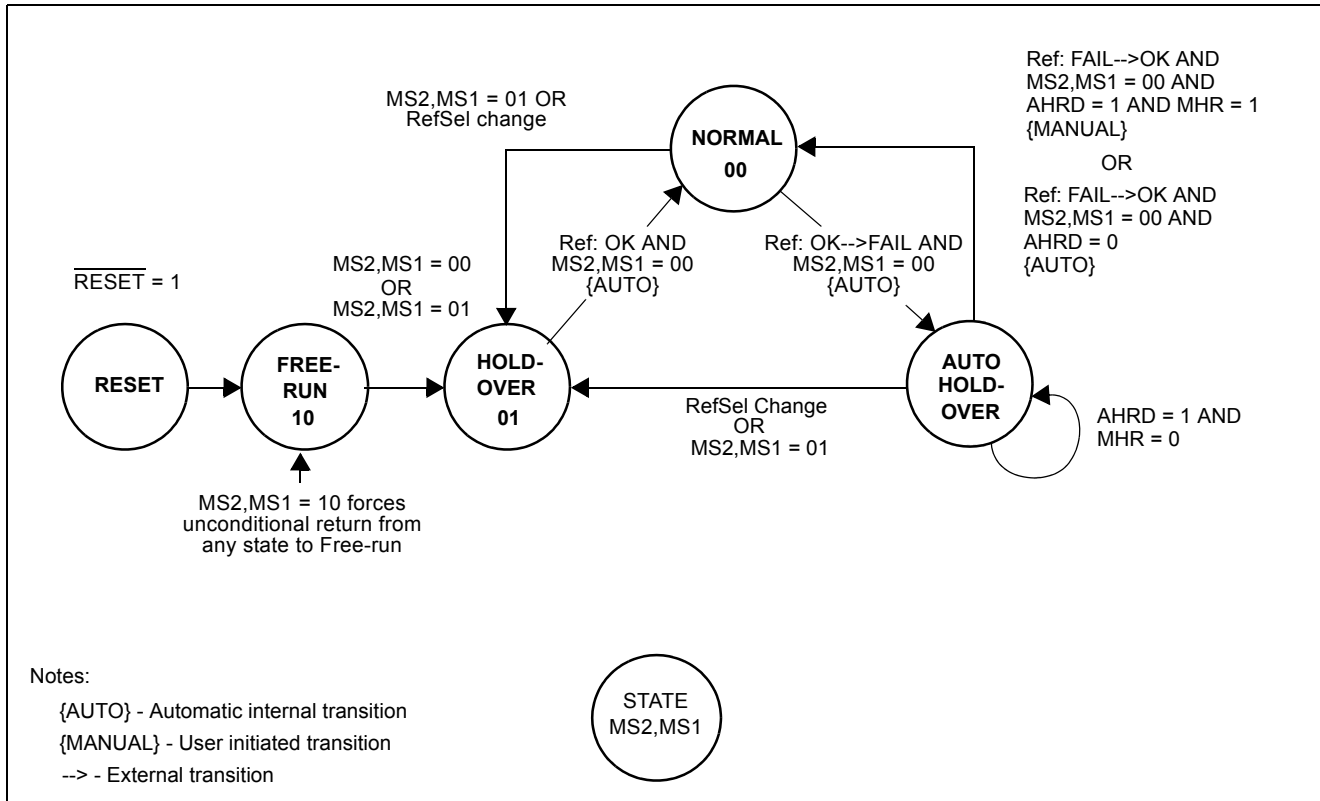 Ref: FAIL-->OK AND
MS2,MS1 = 00 AND
AHRD = 1 AND MHR = 1
{MANUAL}
OR
Ref: FAIL-->OK AND
MS2,MS1 = 00 AND
AHRD = 0
{AUTO}
MS2,MS1 = 01 OR
RefSel change
NORMAL
00
Ref: OK AND
MS2,MS1 = 00
{AUTO}
Ref: OK-->FAIL AND
MS2,MS1 = 00
{AUTO}
RESET = 1
MS2,MS1 = 00
OR
MS2,MS1 = 01
RESET
FREE-
RUN
10
HOLD-
OVER
01
AUTO
HOLD-
OVER
RefSel Change
OR
MS2,MS1 = 01
AHRD = 1 AND
MHR = 0
MS2,MS1 = 10 forces
unconditional return from
any state to Free-run
Notes:
{AUTO} - Automatic internal transition
{MANUAL} - User initiated transition
--> - External transition
STATE
MS2,MS1